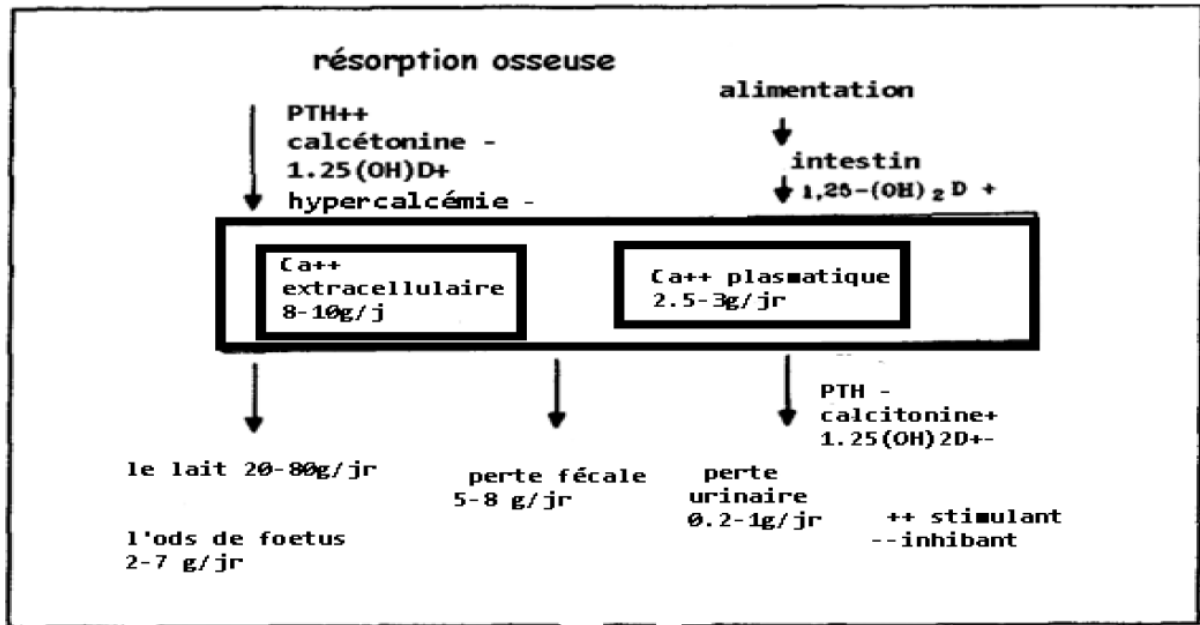 résorption osseuse
PTH++
calcétonine -
1.25(OH)D+
hypercalcémie -
alimentation
intestin
1,25-(OH)2D +
Ca++
extracellulaire
8-10g/j
Ca++ plasmatique
2.5-3g/jr
PTH -
calcitonine+
1.25(OH)2D+-
le lait 20-80g/jr
l'ods de foetus
2-7 g/jr
perte fécale
5-8 g/jr
perte
urinaire
0.2-1g/jr
++ stimulant
--inhibant